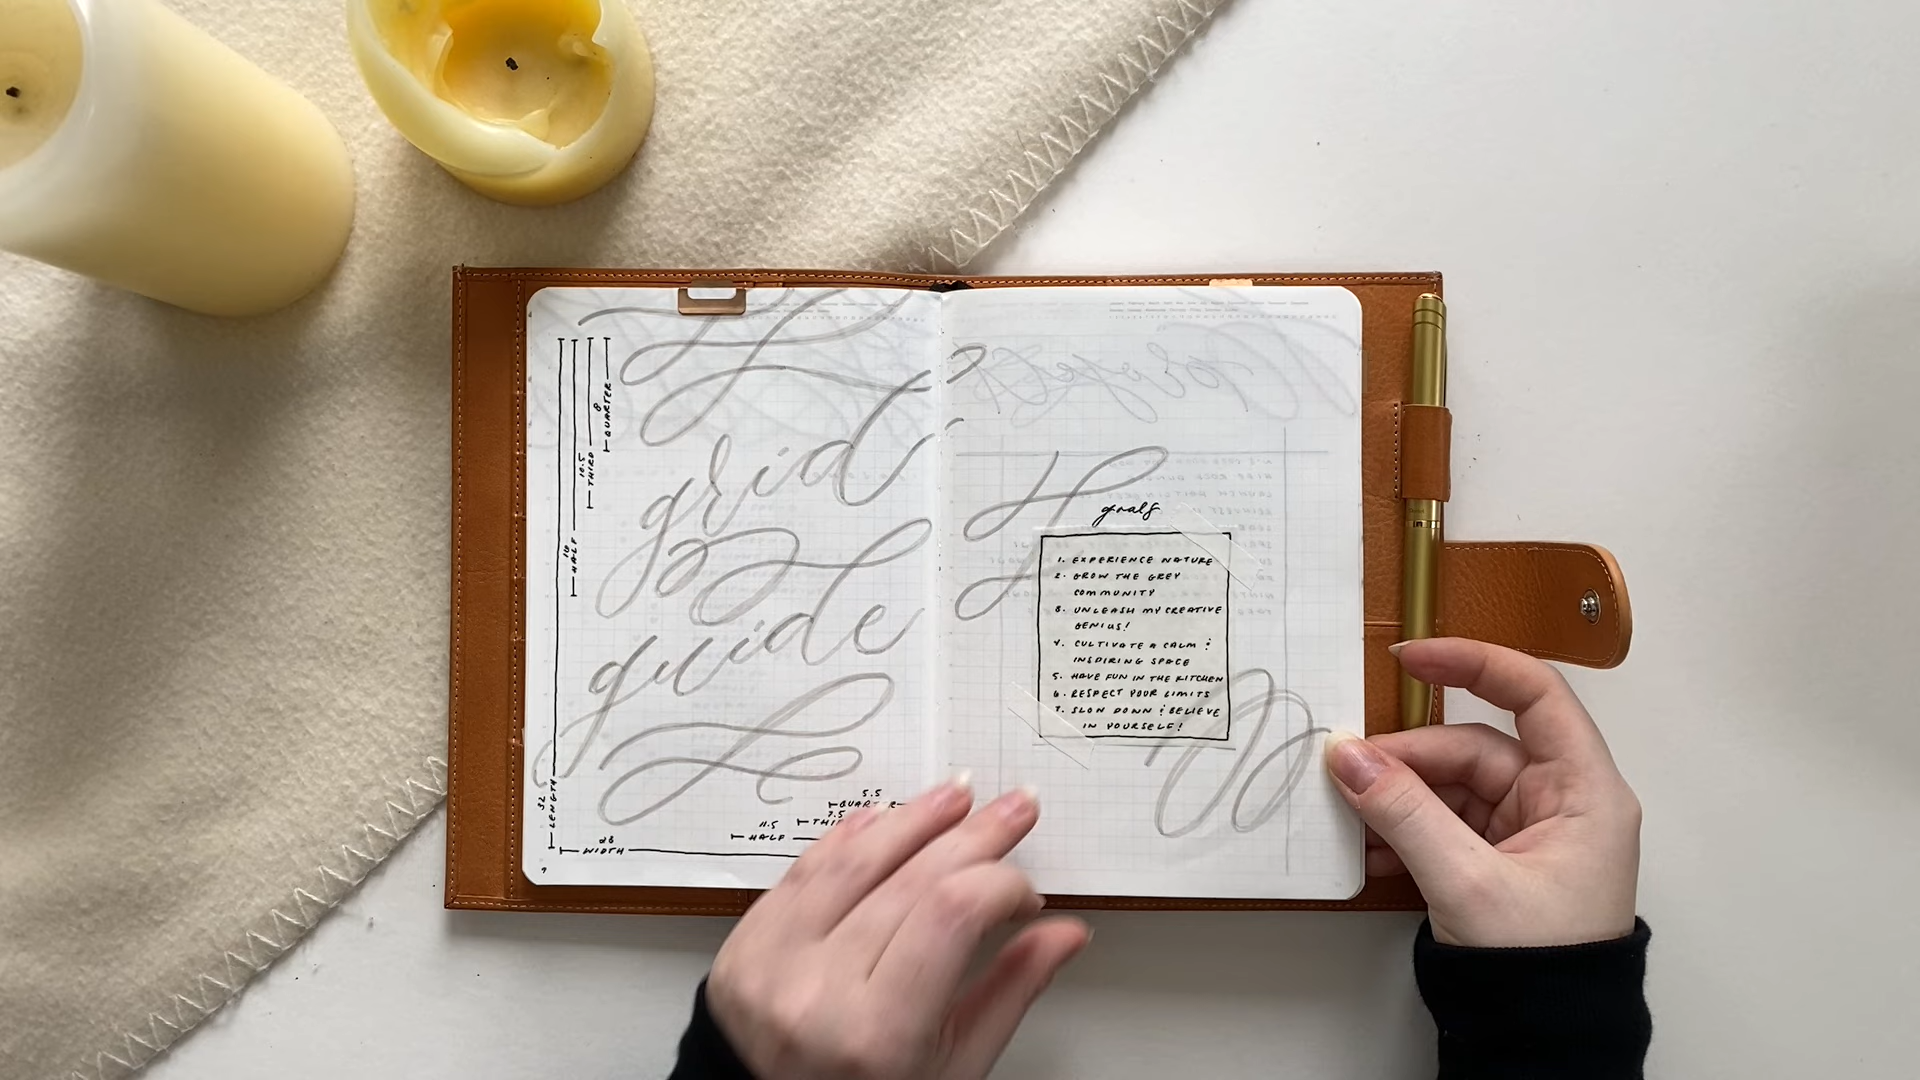 grid
guide
8
QUARTER
10.5
THIRD
16
HALF
32
LENGTH
5.5
QUARTER
7.5
11.5
HALF
WIDTH
goals
1. EXPERIENCE NATURE
2. GROW THE GREY
COMMUNITY
3. UNLEASH MY CREATIVE
GENIUS!
4. CULTIVATE A CALM &
INSPIRING SPACE
5. HAVE FUN IN THE KITCHEN
6. RESPECT YOUR LIMITS
7. SLOW DOWN & BELIEVE
IN YOURSELF!